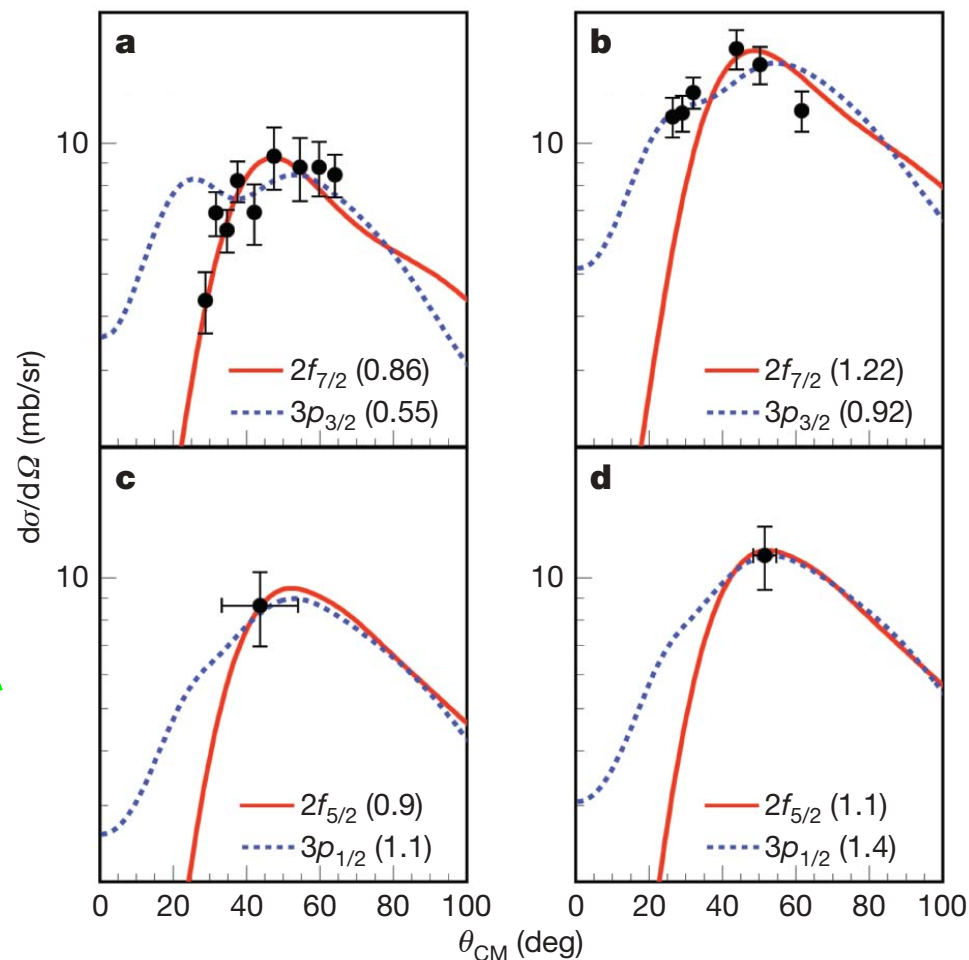 a
b
10
2f7/2 (0.86)
3p3/2 (0.55)
2f7/2 (1.22)
3p3/2 (0.92)
dσ/dΩ (mb/sr)
c
d
10
2f5/2 (0.9)
3p1/2 (1.1)
2f5/2 (1.1)
3p1/2 (1.4)
0 20 40 60 80 100 0 20 40 60 80 100
θCM (deg)